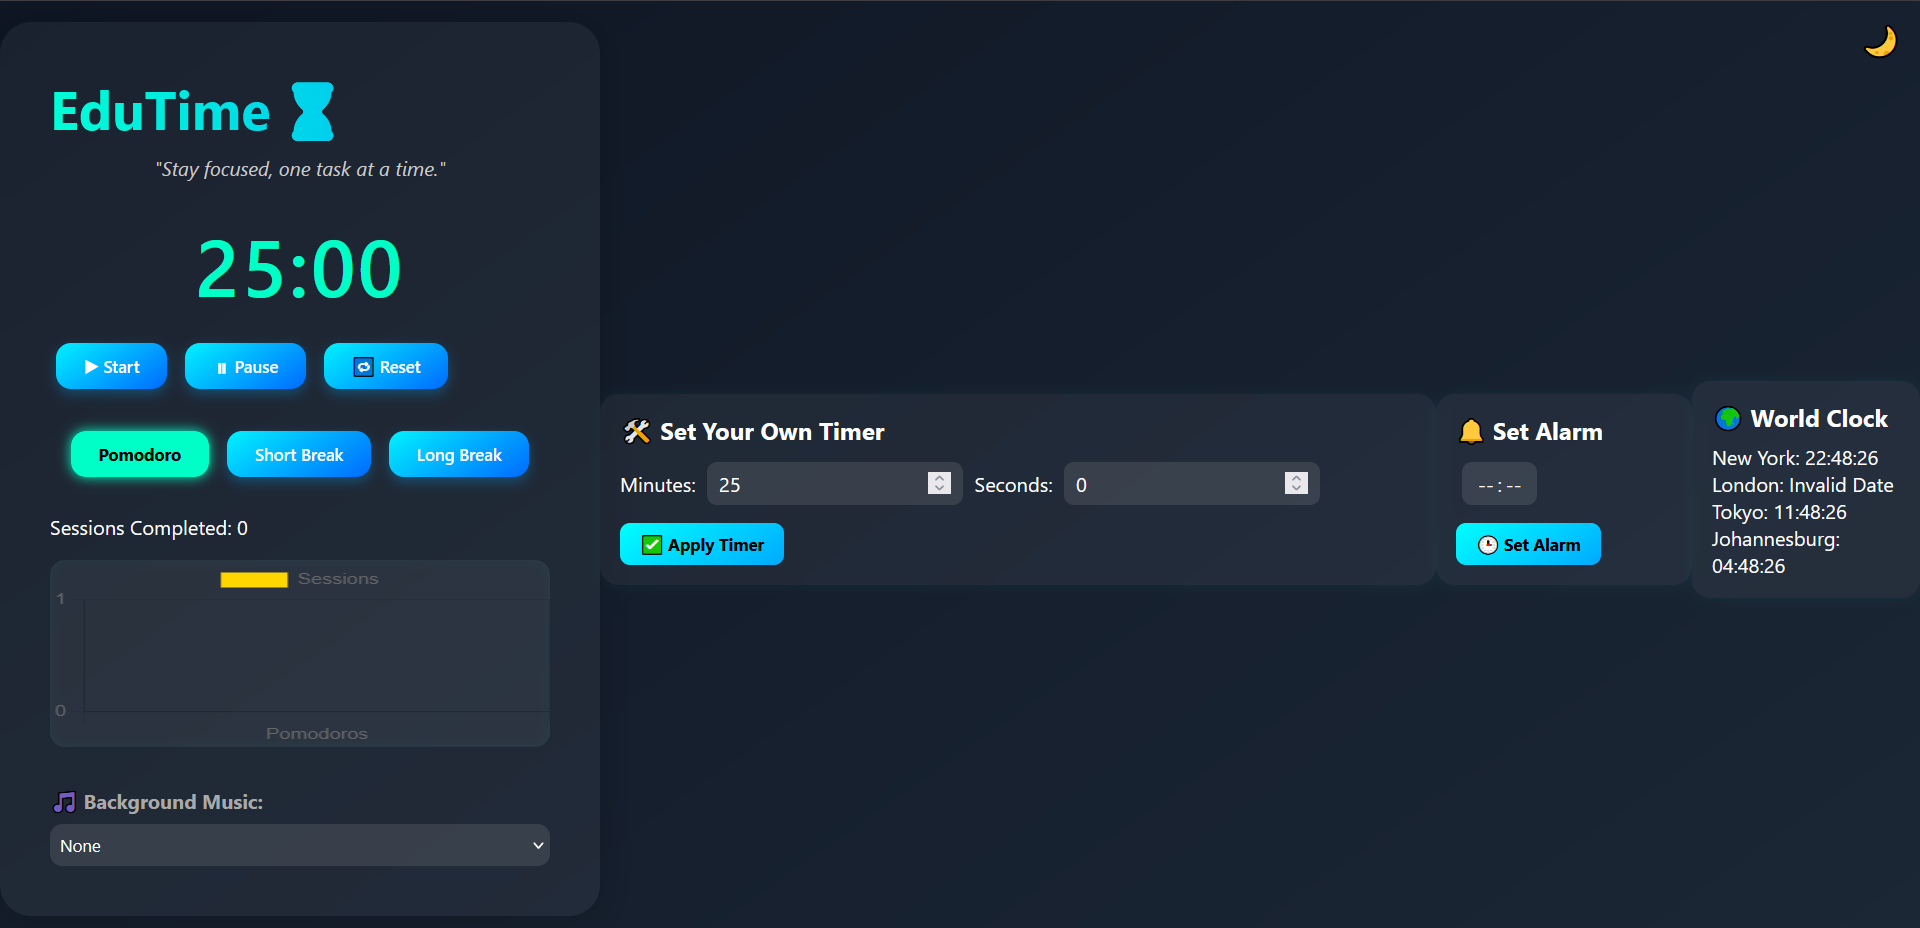 EduTime
"Stay focused, one task at a time."
25:00
Start
Pause
Reset
Pomodoro
Short Break
Long Break
Sessions Completed: 0
Sessions
1
0
Pomodoros
Background Music:
None
Set Your Own Timer
Minutes: 25
Seconds: 0
Apply Timer
Set Alarm
--:--
Set Alarm
World Clock
New York: 22:48:26
London: Invalid Date
Tokyo: 11:48:26
Johannesburg:
04:48:26